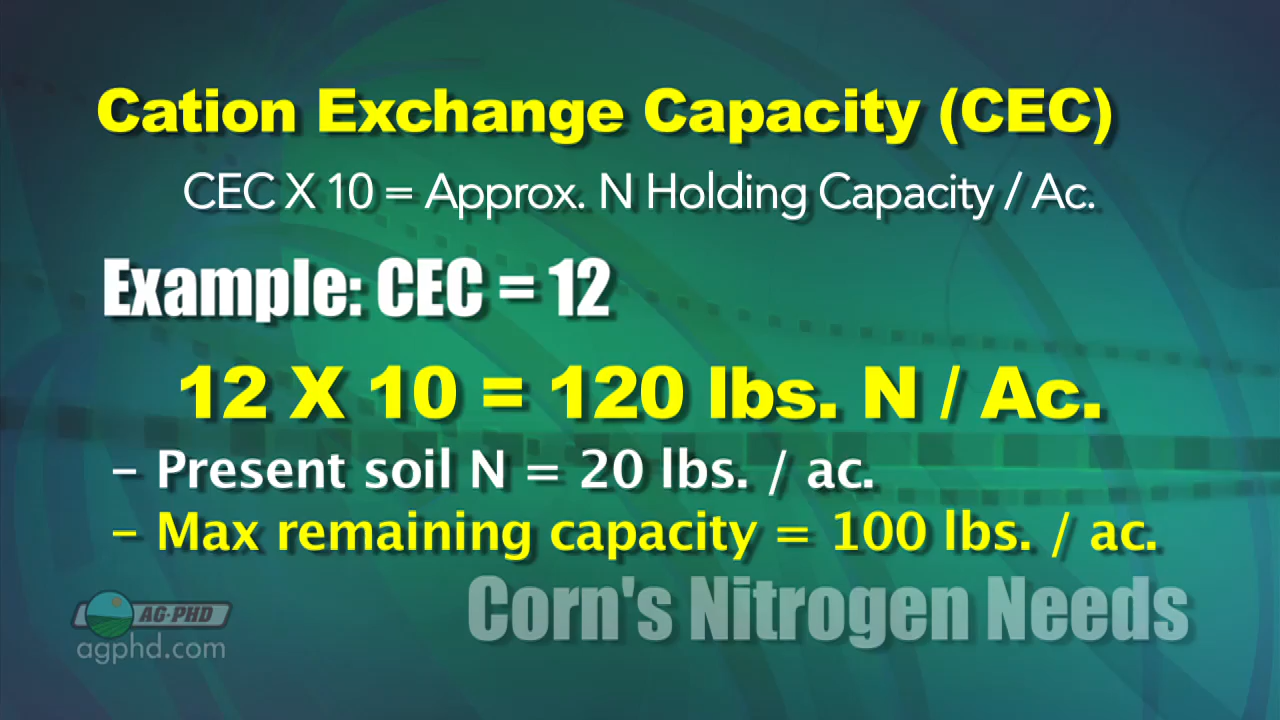 Cation Exchange Capacity (CEC)
CEC X 10 = Approx. N Holding Capacity / Ac.
Example: CEC = 12
12 X 10 = 120 lbs. N / Ac.
– Present soil N = 20 lbs. / ac.
– Max remaining capacity = 100 lbs. / ac.
Corn's Nitrogen Needs
AG-PHD
agphd.com